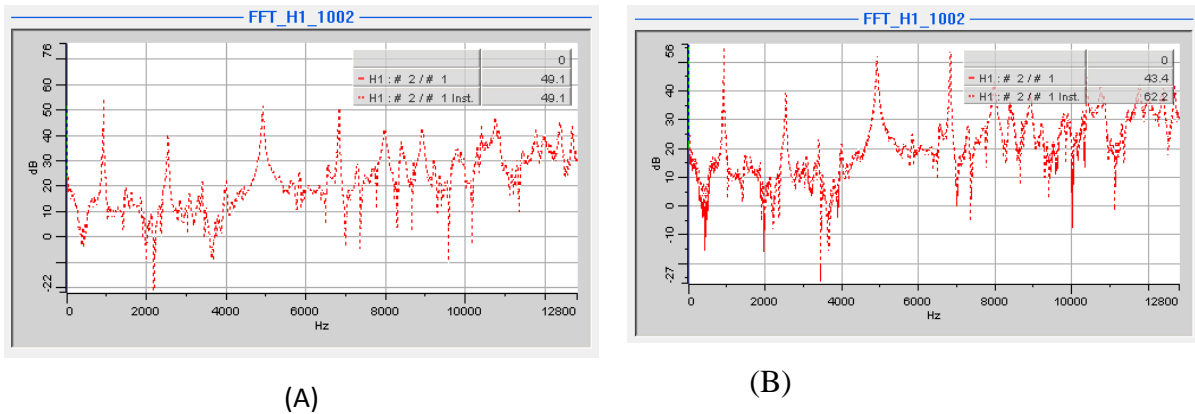 FFT_H1_1002
76
60
50
40
30
20
10
0
-22
dB
0
H1 : # 2 / # 1 49.1
H1 : # 2 / # 1 Inst. 49.1
0 2000 4000 6000 8000 10000 12800
Hz
(A)
FFT_H1_1002
56
40
30
20
10
0
-10
-27
dB
0
H1 : # 2 / # 1 43.4
H1 : # 2 / # 1 Inst. 62.2
0 2000 4000 6000 8000 10000 12800
Hz
(B)